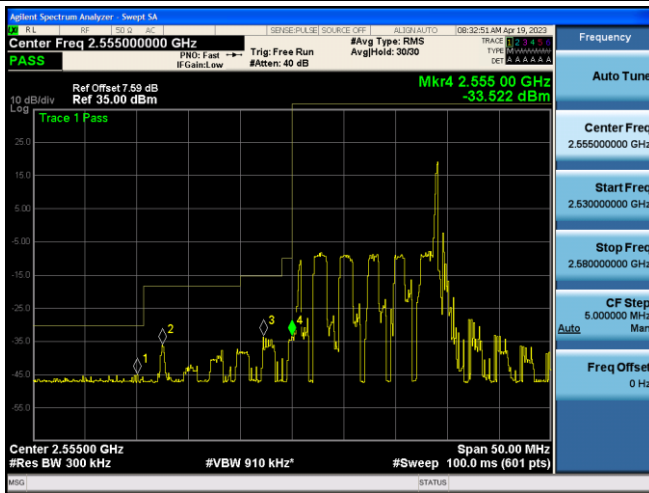 Agilent Spectrum Analyzer - Swept SA
RL RF 50 Ω AC SENSE:PULSE SOURCE OFF ALIGNAUTO 08:32:51 AM Apr 19, 2023
Center Freq 2.555000000 GHz
PNO: Fast
IFGain:Low
Trig: Free Run
#Atten: 40 dB
#Avg Type: RMS
Avg|Hold: 30/30
TRACE 1 2 3 4 5 6
TYPE M
DET A A A A A A
PASS
Mkr4 2.555 00 GHz
-33.522 dBm
Ref Offset 7.59 dB
10 dB/div Ref 35.00 dBm
Log
Trace 1 Pass
25.0
15.0
5.00
-5.00
-15.0
-25.0
-35.0
-45.0
-55.0
1
2
3
4
Center 2.55500 GHz
Span 50.00 MHz
#Res BW 300 kHz
#VBW 910 kHz*
#Sweep 100.0 ms (601 pts)
MSG
STATUS
Frequency
Auto Tune
Center Freq
2.555000000 GHz
Start Freq
2.530000000 GHz
Stop Freq
2.580000000 GHz
CF Step
5.000000 MHz
Auto Man
Freq Offset
0 Hz